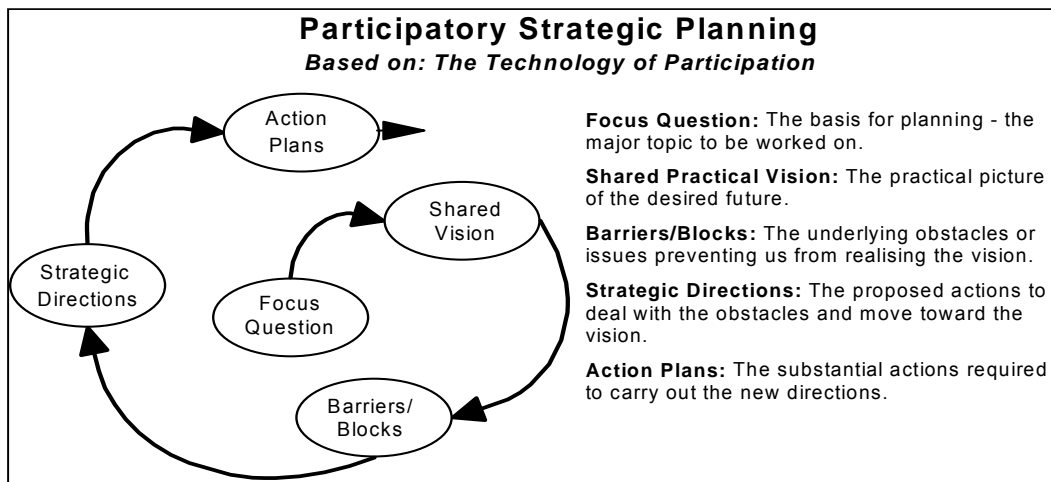 Participatory Strategic Planning
Based on: The Technology of Participation
Action
Plans
Shared
Vision
Strategic
Directions
Focus
Question
Barriers/
Blocks
Focus Question: The basis for planning - the
major topic to be worked on.
Shared Practical Vision: The practical picture
of the desired future.
Barriers/Blocks: The underlying obstacles or
issues preventing us from realising the vision.
Strategic Directions: The proposed actions to
deal with the obstacles and move toward the
vision.
Action Plans: The substantial actions required
to carry out the new directions.